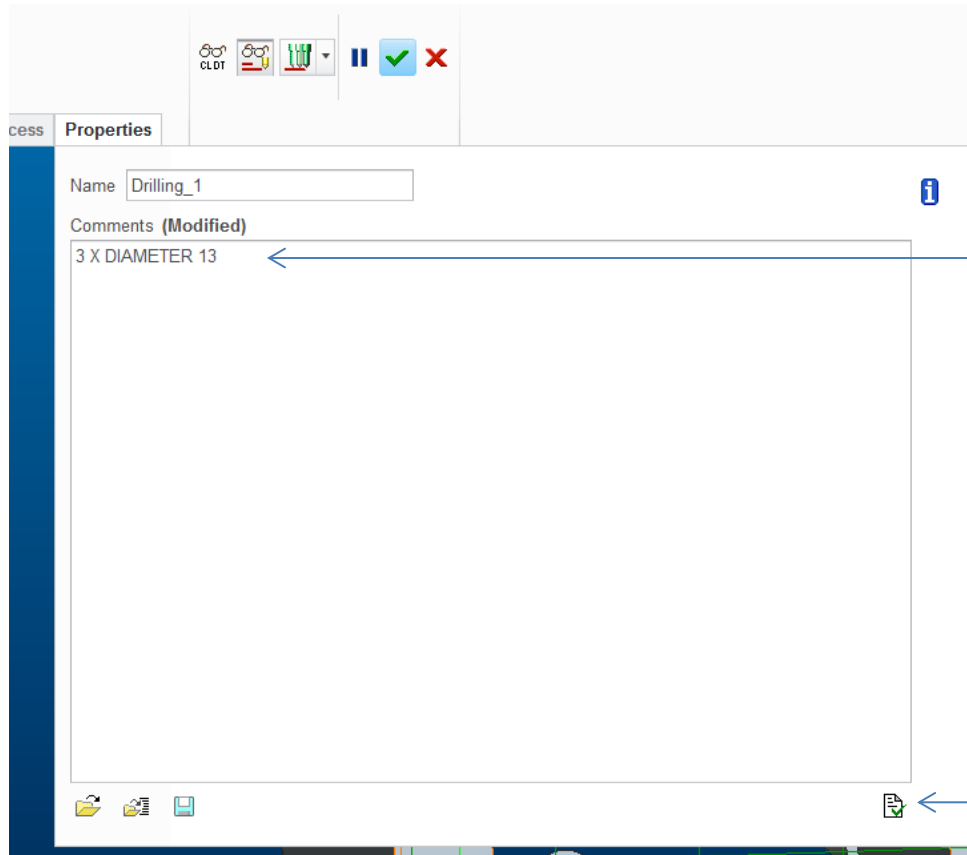 CLDT
cess Properties
Name Drilling_1
Comments (Modified)
3 X DIAMETER 13